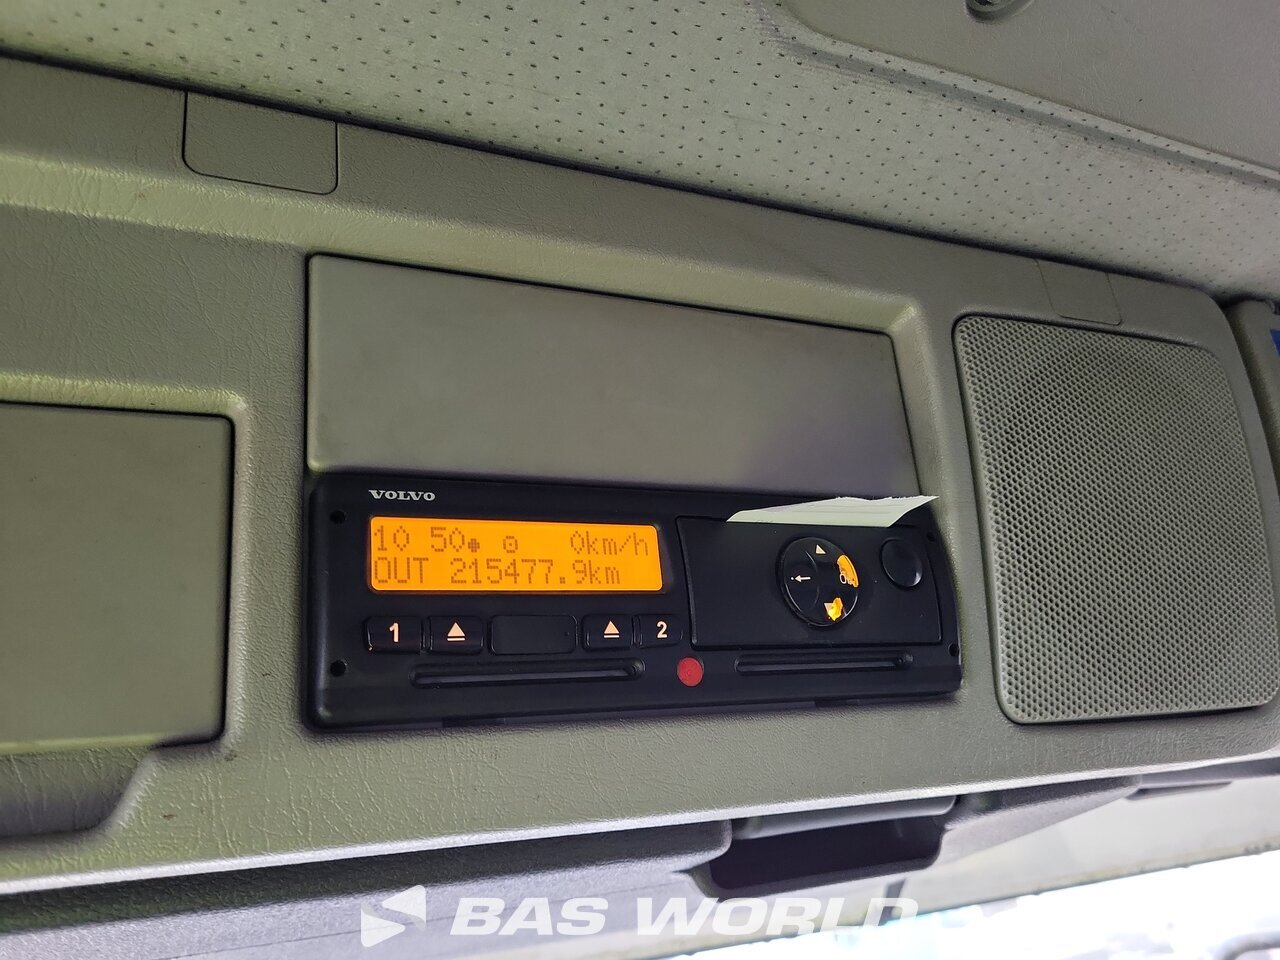 VOLVO
10 50 0km/h
OUT 215477.9km
1
2
BAS WORLD